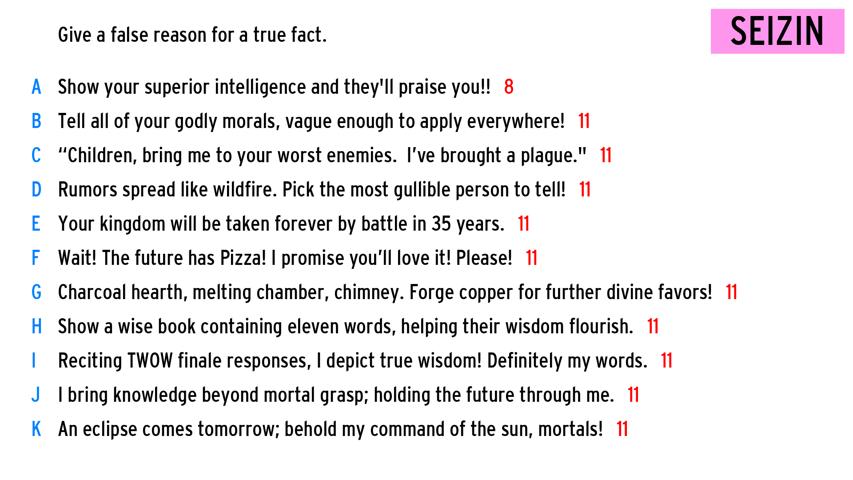 Give a false reason for a true fact.
SEIZIN
A Show your superior intelligence and they'll praise you!! 8
B Tell all of your godly morals, vague enough to apply everywhere! 11
C “Children, bring me to your worst enemies.  I’ve brought a plague." 11
D Rumors spread like wildfire. Pick the most gullible person to tell! 11
E Your kingdom will be taken forever by battle in 35 years. 11
F Wait! The future has Pizza! I promise you’ll love it! Please! 11
G Charcoal hearth, melting chamber, chimney. Forge copper for further divine favors! 11
H Show a wise book containing eleven words, helping their wisdom flourish. 11
I Reciting TWOW finale responses, I depict true wisdom! Definitely my words. 11
J I bring knowledge beyond mortal grasp; holding the future through me. 11
K An eclipse comes tomorrow; behold my command of the sun, mortals! 11